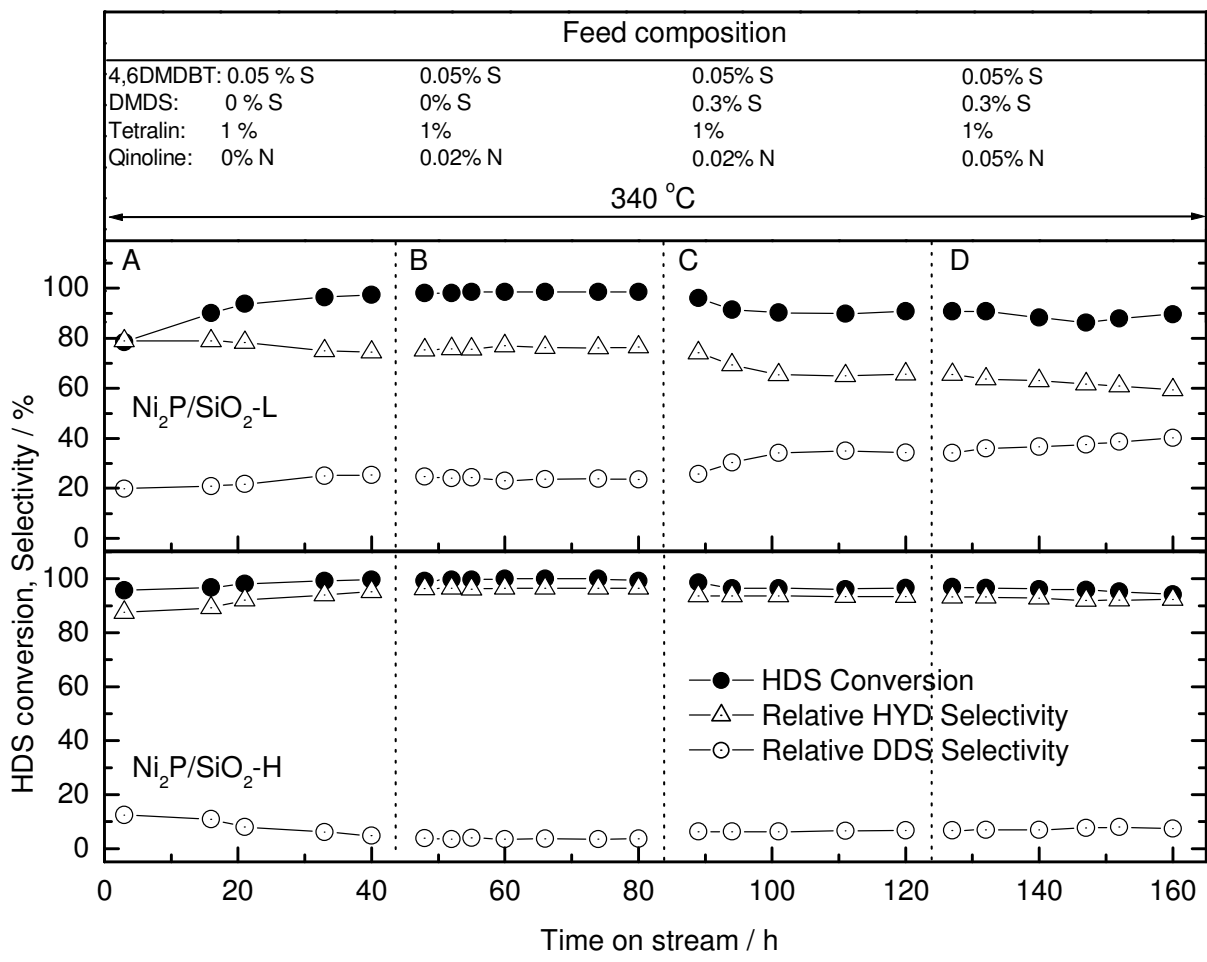 Feed composition
4,6DMDBT: 0.05 % S 0.05% S 0.05% S 0.05% S
DMDS: 0 % S 0% S 0.3% S 0.3% S
Tetralin: 1 % 1% 1% 1%
Qinoline: 0% N 0.02% N 0.02% N 0.05% N
340 °C
A B C D
100
80
60
40
20
0
Ni₂P/SiO₂-L
100
80
60
40
20
0
HDS Conversion
Relative HYD Selectivity
Relative DDS Selectivity
Ni₂P/SiO₂-H
HDS conversion, Selectivity / %
0 20 40 60 80 100 120 140 160
Time on stream / h